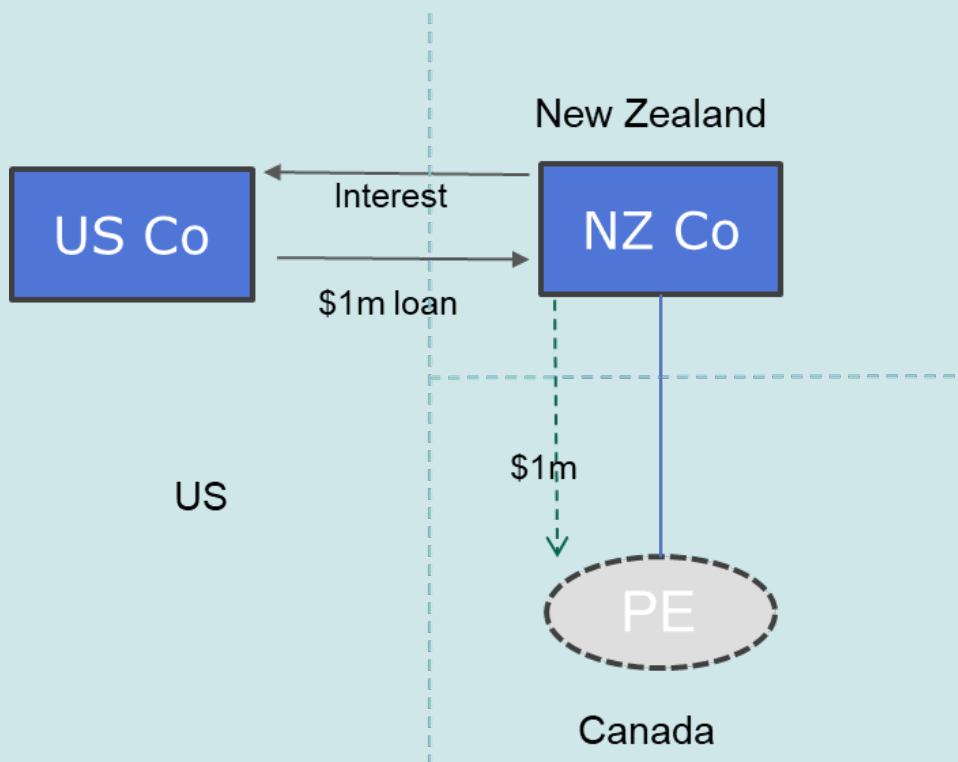 New Zealand
US Co
Interest
NZ Co
$1m loan
$1m
US
PE
Canada